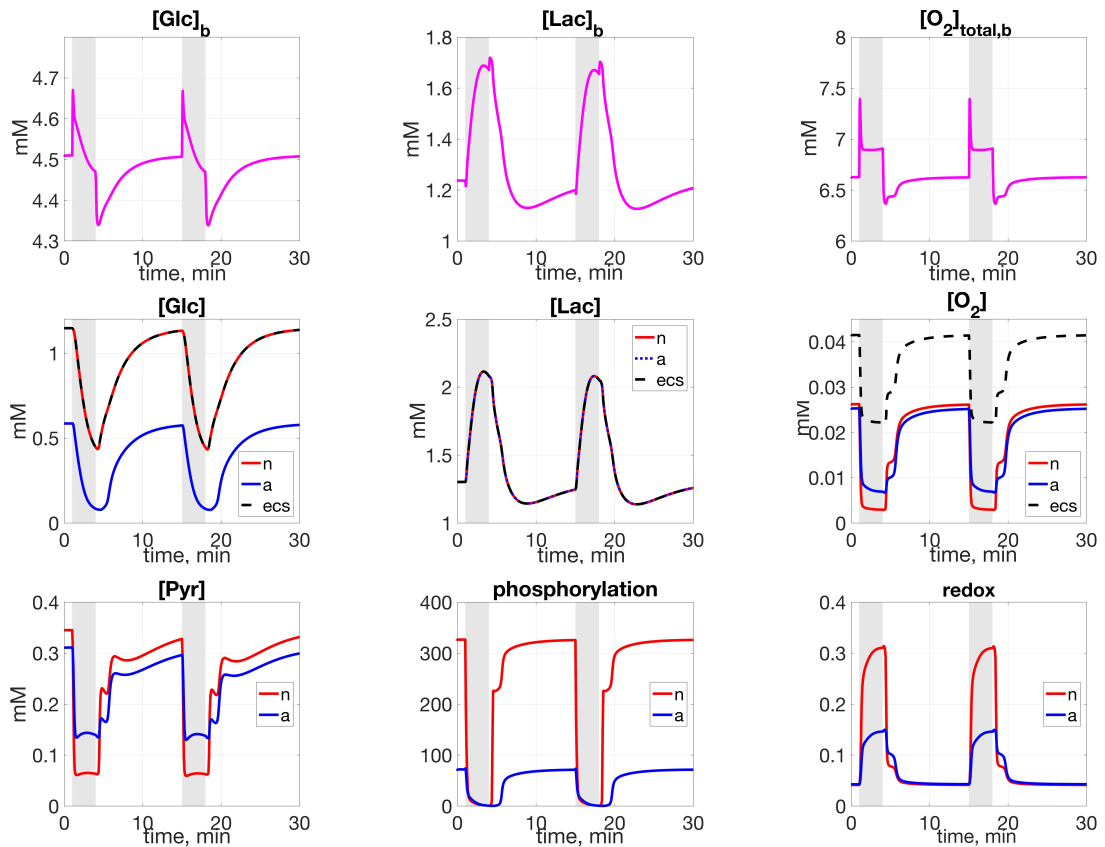 [Glc]b
4.7
4.6
4.5
4.4
4.3
mM
0 10 20 30
time, min
[Lac]b
1.8
1.6
1.4
1.2
1
mM
0 10 20 30
time, min
[O2]total,b
8
7.5
7
6.5
6
mM
0 10 20 30
time, min
[Glc]
1
0.5
0
mM
n
a
ecs
0 10 20 30
time, min
[Lac]
2.5
2
1.5
1
mM
n
a
ecs
0 10 20 30
time, min
[O2]
0.04
0.03
0.02
0.01
0
mM
n
a
ecs
0 10 20 30
time, min
[Pyr]
0.4
0.3
0.2
0.1
0
mM
n
a
0 10 20 30
time, min
phosphorylation
400
300
200
100
0
n
a
0 10 20 30
time, min
redox
0.4
0.3
0.2
0.1
0
n
a
0 10 20 30
time, min